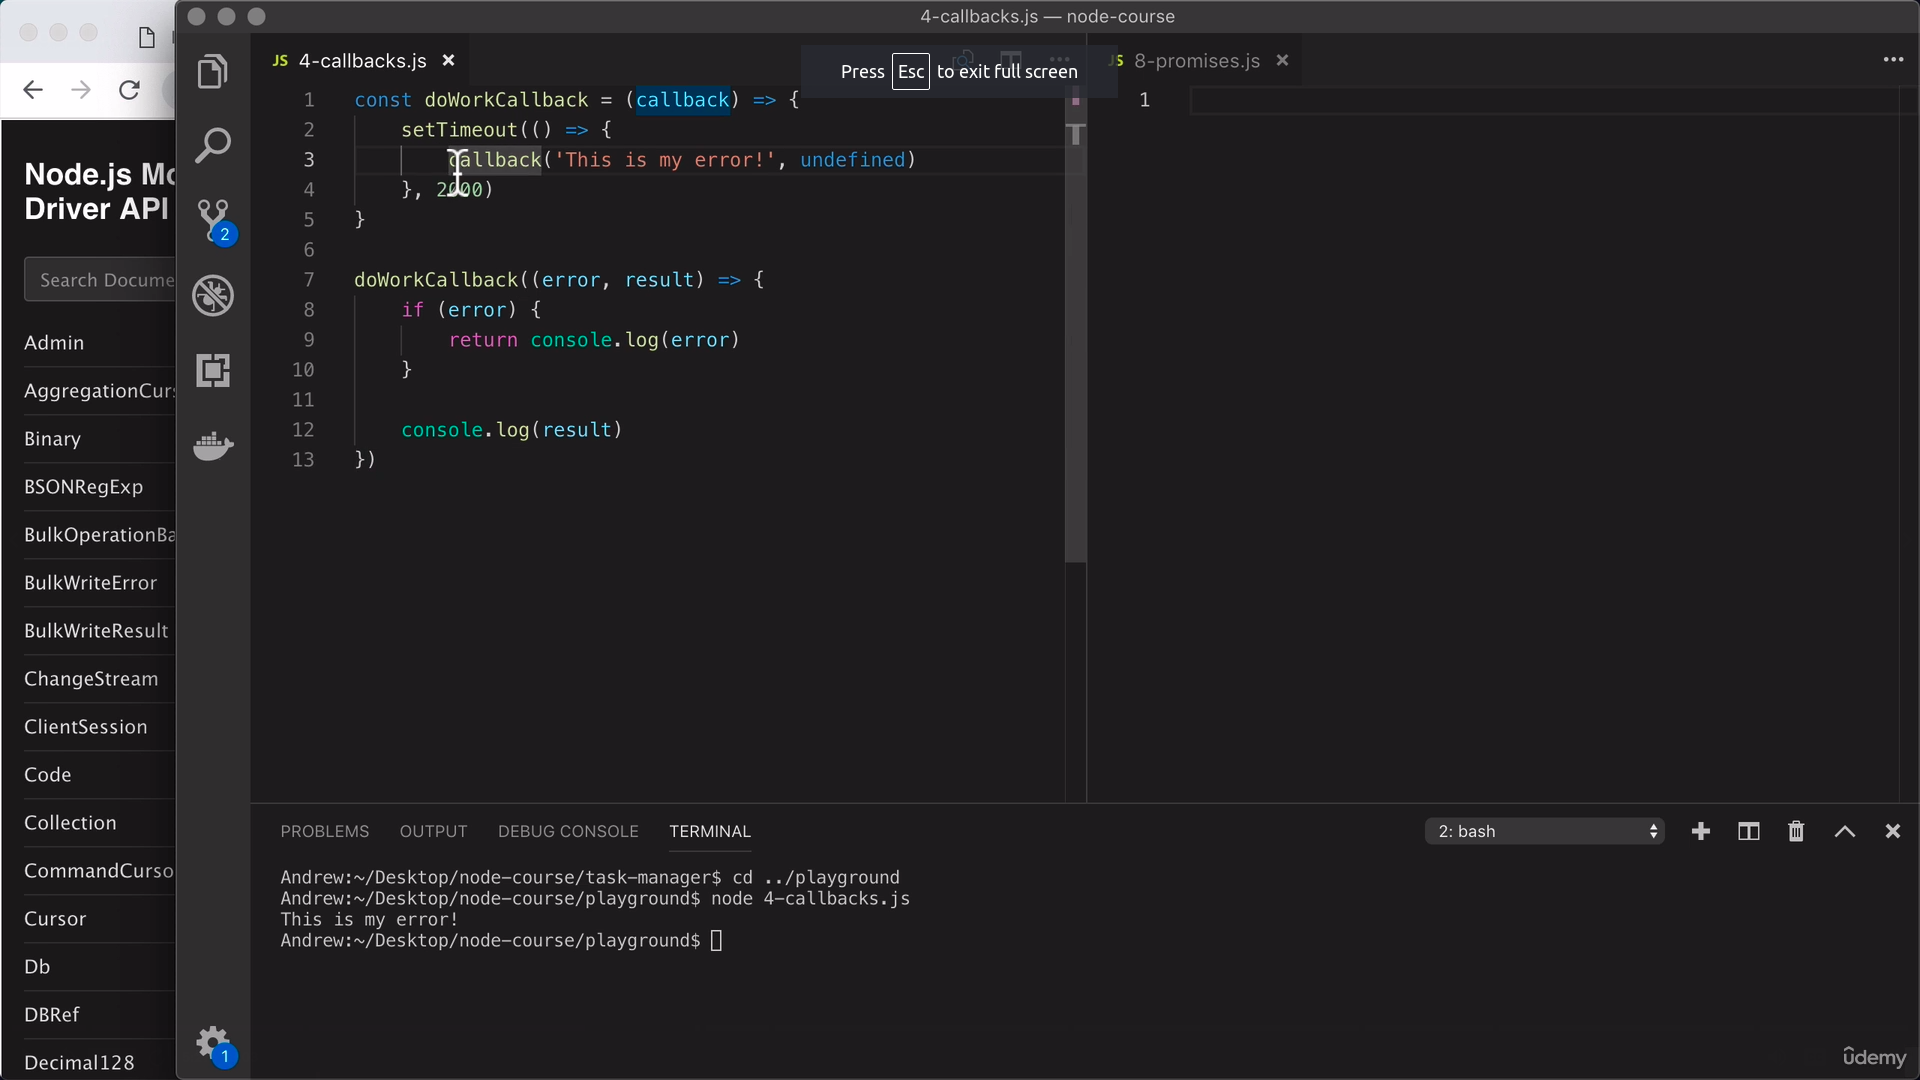 4-callbacks.js — node-course
JS 4-callbacks.js ×
Press Esc to exit full screen
JS 8-promises.js ×
Node.js Mo
Driver API
Search Docume
Admin
AggregationCurs
Binary
BSONRegExp
BulkOperationBa
BulkWriteError
BulkWriteResult
ChangeStream
ClientSession
Code
Collection
CommandCurso
Cursor
Db
DBRef
Decimal128
2
1
1 const doWorkCallback = (callback) => {
2 setTimeout(() => {
3 callback('This is my error!', undefined)
4 }, 2000)
5 }
6
7 doWorkCallback((error, result) => {
8 if (error) {
9 return console.log(error)
10 }
11
12 console.log(result)
13 })
1
PROBLEMS OUTPUT DEBUG CONSOLE TERMINAL
2: bash
Andrew:~/Desktop/node-course/task-manager$ cd ../playground
Andrew:~/Desktop/node-course/playground$ node 4-callbacks.js
This is my error!
Andrew:~/Desktop/node-course/playground$
ûdemy